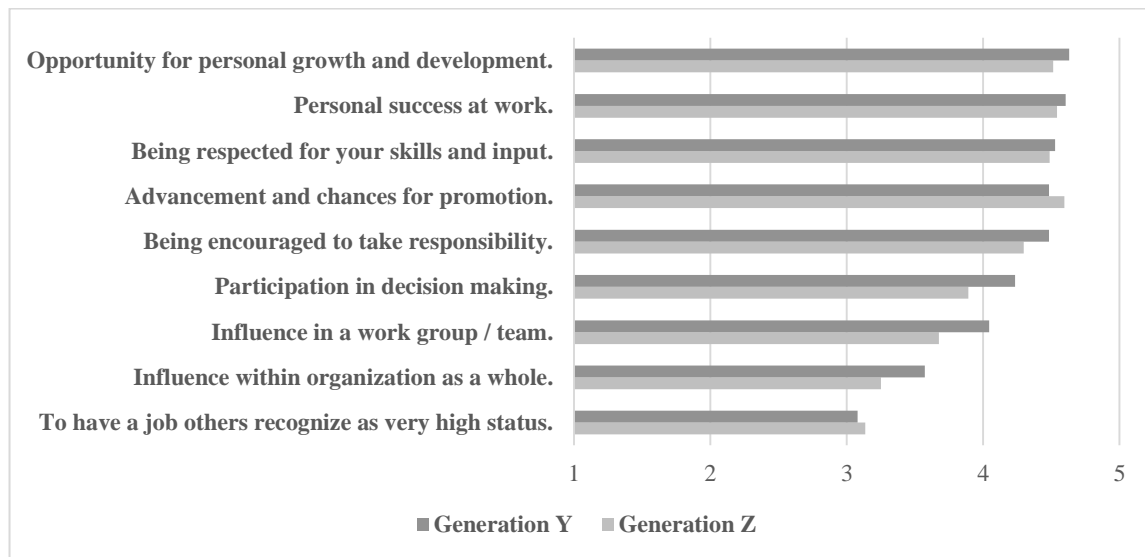 Opportunity for personal growth and development.
Personal success at work.
Being respected for your skills and input.
Advancement and chances for promotion.
Being encouraged to take responsibility.
Participation in decision making.
Influence in a work group / team.
Influence within organization as a whole.
To have a job others recognize as very high status.
1 2 3 4 5
Generation Y Generation Z